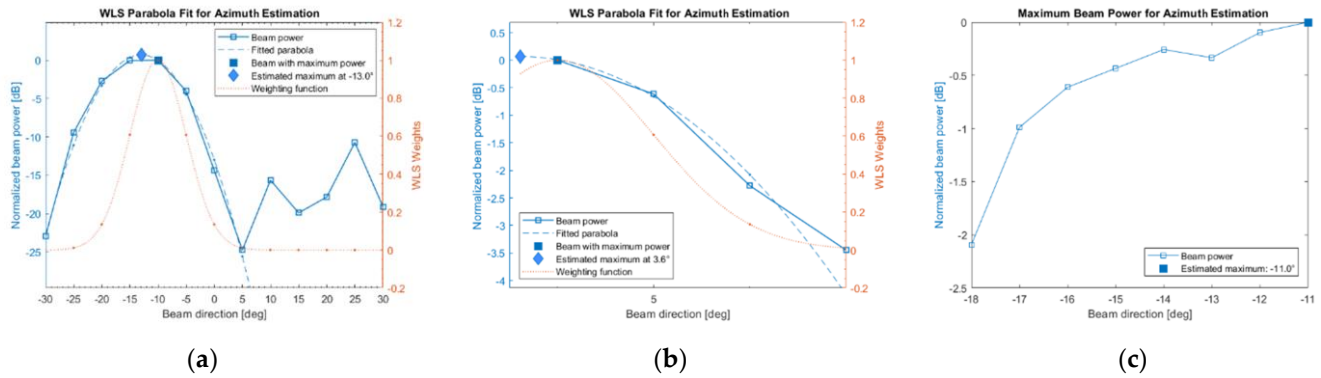 WLS Parabola Fit for Azimuth Estimation
Normalized beam power [dB]
0
-5
-10
-15
-20
-25
Beam power
Fitted parabola
Beam with maximum power
Estimated maximum at -13.0°
Weighting function
1.2
1
0.8
0.6
0.4
0.2
0
-0.2
WLS Weights
-30 -25 -20 -15 -10 -5 0 5 10 15 20 25 30
Beam direction [deg]
(a)
WLS Parabola Fit for Azimuth Estimation
Normalized beam power [dB]
0.5
0
-0.5
-1
-1.5
-2
-2.5
-3
-3.5
-4
Beam power
Fitted parabola
Beam with maximum power
Estimated maximum at 3.6°
Weighting function
1.2
1
0.8
0.6
0.4
0.2
0
-0.2
WLS Weights
5
Beam direction [deg]
(b)
Maximum Beam Power for Azimuth Estimation
Normalized beam power [dB]
0
-0.5
-1
-1.5
-2
-2.5
Beam power
Estimated maximum: -11.0°
-18 -17 -16 -15 -14 -13 -12 -11
Beam direction [deg]
(c)